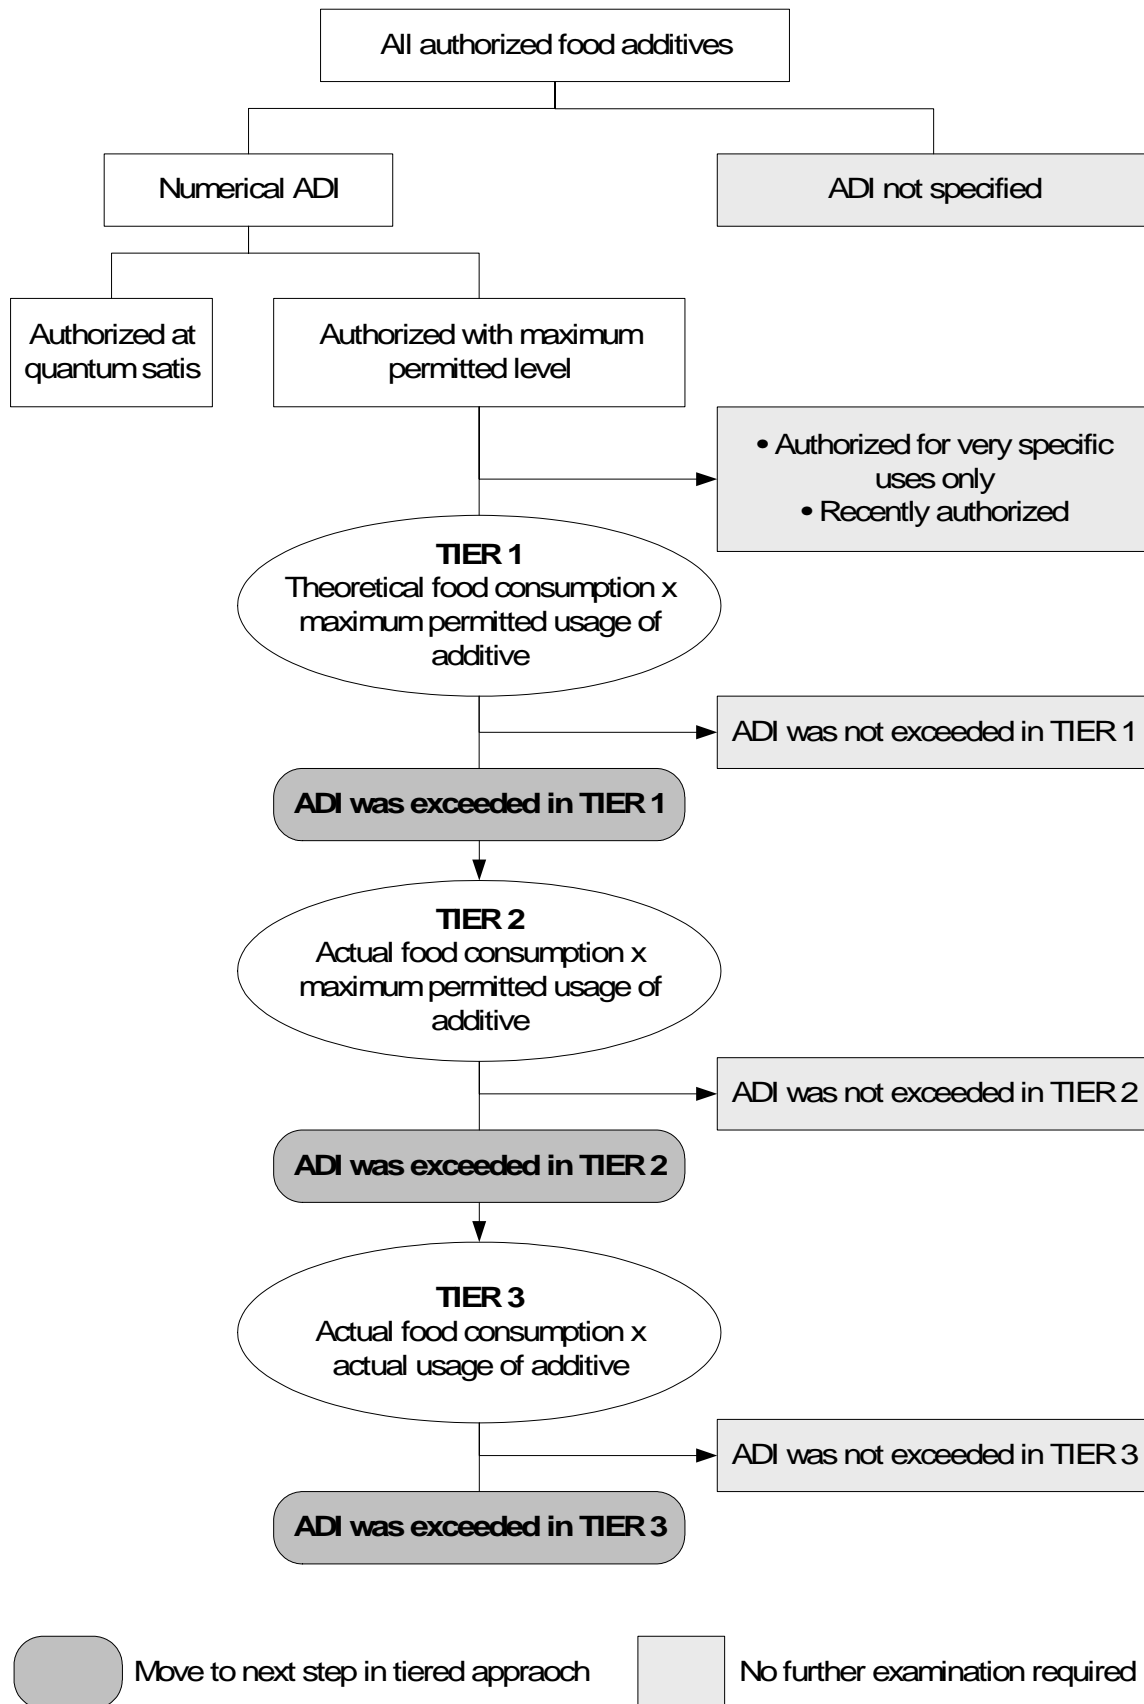 All authorized food additives
Numerical ADI
ADI not specified
Authorized at
quantum satis
Authorized with maximum
permitted level
• Authorized for very specific
uses only
• Recently authorized
TIER 1
Theoretical food consumption x
maximum permitted usage of
additive
ADI was not exceeded in TIER 1
ADI was exceeded in TIER 1
TIER 2
Actual food consumption x
maximum permitted usage of
additive
ADI was not exceeded in TIER 2
ADI was exceeded in TIER 2
TIER 3
Actual food consumption x
actual usage of additive
ADI was not exceeded in TIER 3
ADI was exceeded in TIER 3
Move to next step in tiered appraoch
No further examination required